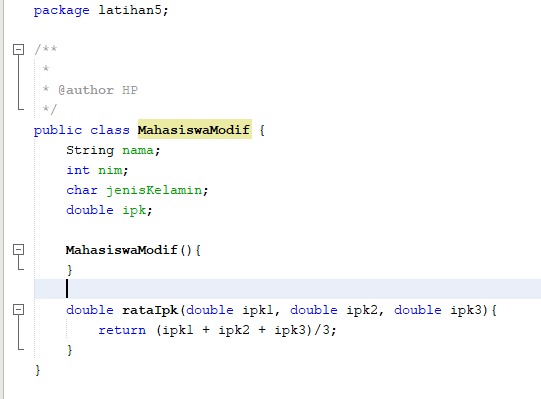 package latihan5;
/**
 *
 * @author HP
 */
public class MahasiswaModif {
    String nama;
    int nim;
    char jenisKelamin;
    double ipk;
    MahasiswaModif(){
    }
    double rataIpk(double ipk1, double ipk2, double ipk3){
        return (ipk1 + ipk2 + ipk3)/3;
    }
}